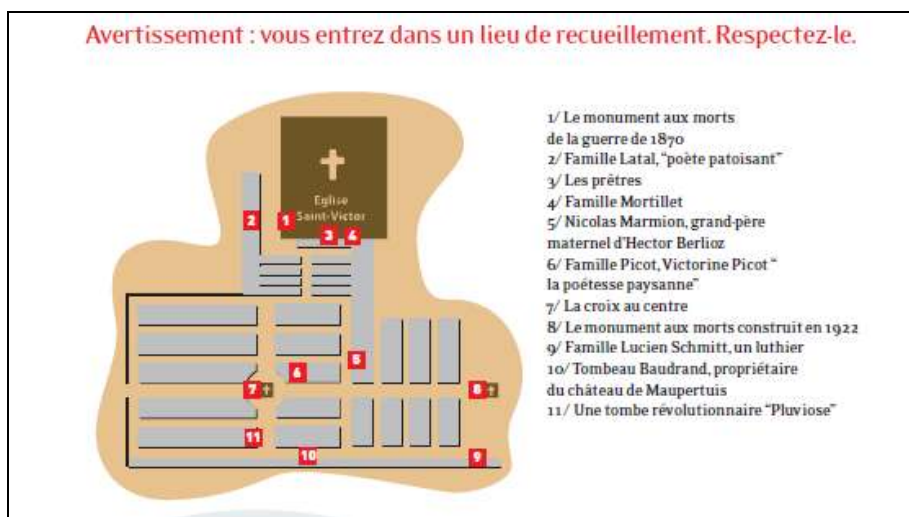 Avertissement : vous entrez dans un lieu de recueillement. Respectez-le.
Eglise
Saint-Victor
2
1
3
4
5
6
7
8
11
10
9
1/ Le monument aux morts
de la guerre de 1870
2/ Famille Latal, “poète patoisant”
3/ Les prêtres
4/ Famille Mortillet
5/ Nicolas Marmion, grand-père
maternel d'Hector Berlioz
6/ Famille Picot, Victorine Picot “
la poétesse paysanne”
7/ La croix au centre
8/ Le monument aux morts construit en 1922
9/ Famille Lucien Schmitt, un luthier
10/ Tombeau Baudrand, propriétaire
du château de Maupertuis
11/ Une tombe révolutionnaire “Pluviose”